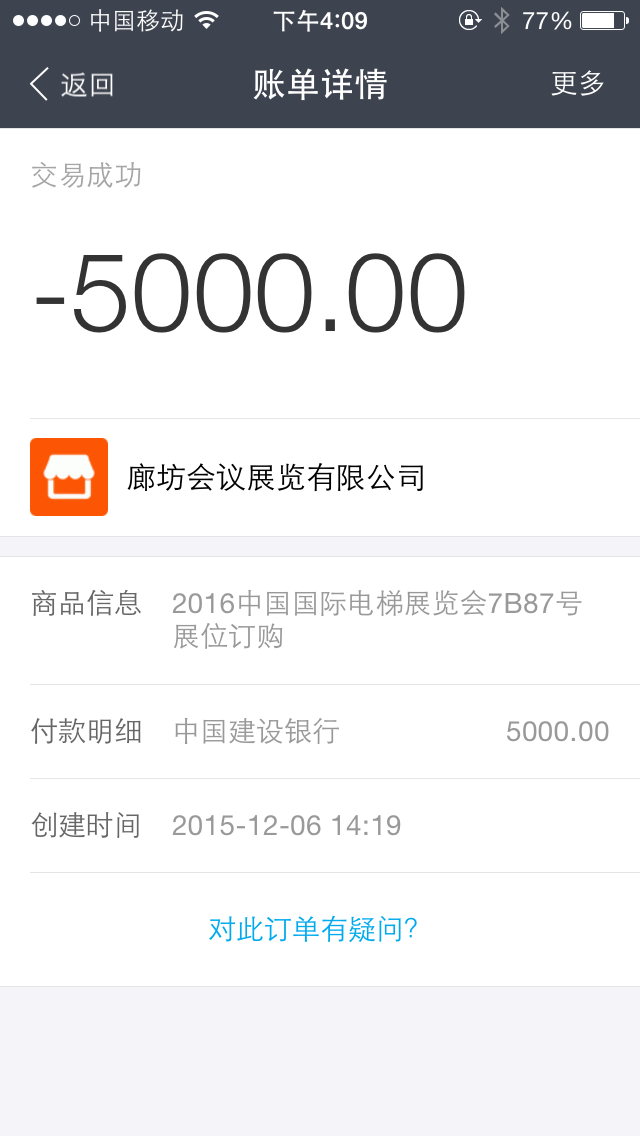 中国移动 下午4:09 77%
返回 账单详情 更多
交易成功
-5000.00
廊坊会议展览有限公司
商品信息 2016中国国际电梯展览会7B87号
展位订购
付款明细 中国建设银行 5000.00
创建时间 2015-12-06 14:19
对此订单有疑问?